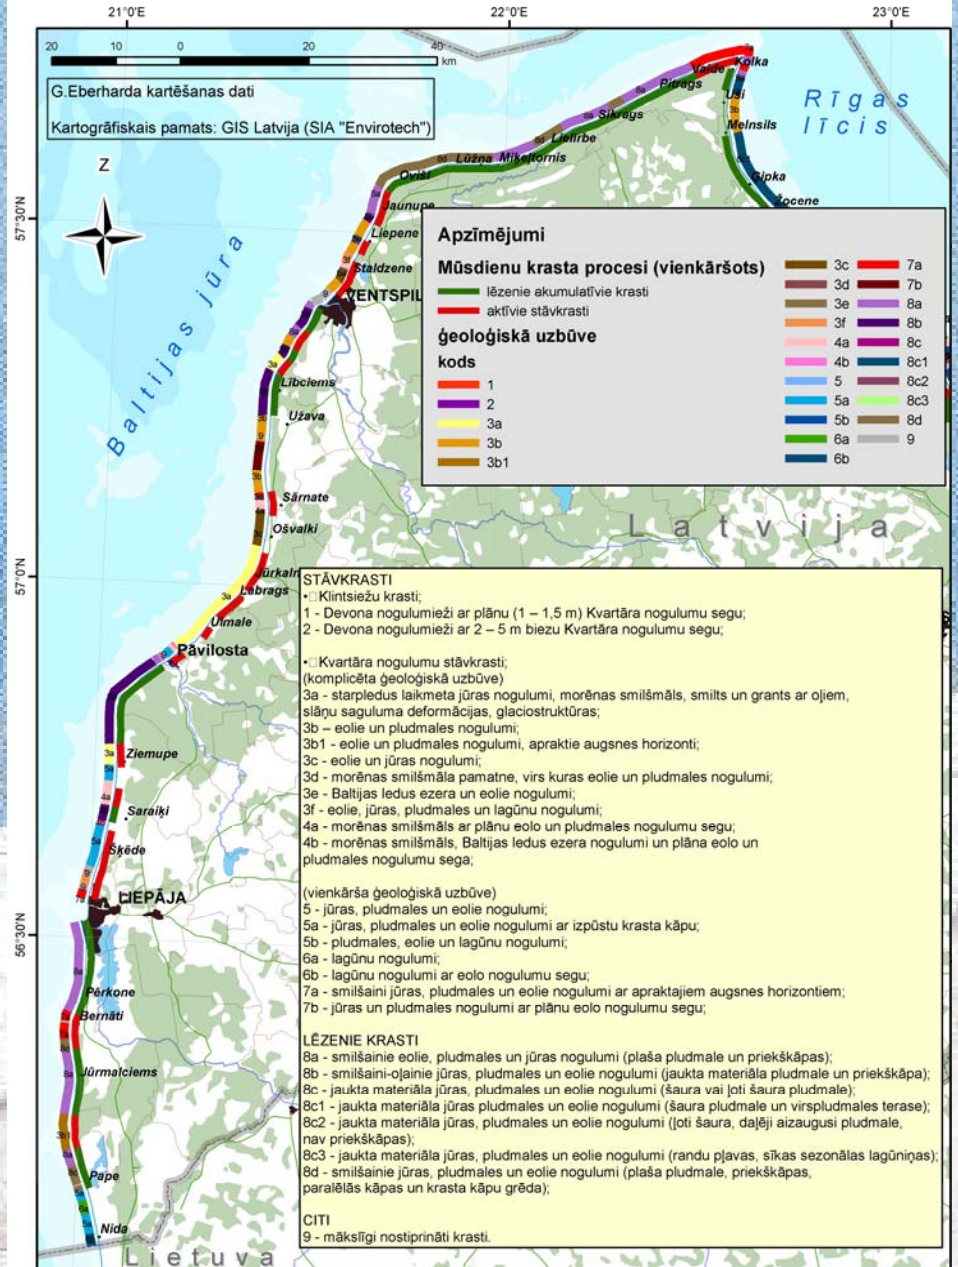 21°0'E 22°0'E 23°0'E
20 10 0 20 40
km
G.Eberharda kartēšanas dati
Kartogrāfiskais pamats: GIS Latvija (SIA "Envirotech")
Z
Rīgas
līcis
Baltijas jūra
57°30'N
57°0'N
56°30'N
Kolka
Vaide
Pitrags
Uši
Sīkrags
Melnsils
Lielirbe
Miķeļtornis
Lūžņa
Oviši
Ģipka
Žocene
Jaunupe
Liepene
Staldzene
VENTSPIL
Lībciems
Užava
Sārnate
Ošvalki
Jūrkaln
Labrags
Ulmale
Pāvilosta
Ziemupe
Saraiķi
Šķēde
LIEPĀJA
Pērkone
Bernāti
Jūrmalciems
Pape
Nida
Latvija
Lietuva
Apzīmējumi
Mūsdienu krasta procesi (vienkāršots)
lēzenie akumulatīvie krasti
aktīvie stāvkrasti
ģeoloģiskā uzbūve
kods
1
2
3a
3b
3b1
3c
3d
3e
3f
4a
4b
5
5a
5b
6a
6b
7a
7b
8a
8b
8c
8c1
8c2
8c3
8d
9
STĀVKRASTI
•□Klintsiežu krasti;
1 - Devona nogulumieži ar plānu (1 – 1,5 m) Kvartāra nogulumu segu;
2 - Devona nogulumieži ar 2 – 5 m biezu Kvartāra nogulumu segu;
•□Kvartāra nogulumu stāvkrasti;
(komplicēta ģeoloģiskā uzbūve)
3a - starpledus laikmeta jūras nogulumi, morēnas smilšmāls, smilts un grants ar oļiem,
slāņu saguluma deformācijas, glaciostruktūras;
3b – eolie un pludmales nogulumi;
3b1 - eolie un pludmales nogulumi, apraktie augsnes horizonti;
3c - eolie un jūras nogulumi;
3d - morēnas smilšmāla pamatne, virs kuras eolie un pludmales nogulumi;
3e - Baltijas ledus ezera un eolie nogulumi;
3f - eolie, jūras, pludmales un lagūnu nogulumi;
4a - morēnas smilšmāls ar plānu eolo un pludmales nogulumu segu;
4b - morēnas smilšmāls, Baltijas ledus ezera nogulumi un plāna eolo un
pludmales nogulumu sega;
(vienkārša ģeoloģiskā uzbūve)
5 - jūras, pludmales un eolie nogulumi;
5a - jūras, pludmales un eolie nogulumi ar izpūstu krasta kāpu;
5b - pludmales, eolie un lagūnu nogulumi;
6a - lagūnu nogulumi;
6b - lagūnu nogulumi ar eolo nogulumu segu;
7a - smilšaini jūras, pludmales un eolie nogulumi ar apraktajiem augsnes horizontiem;
7b - jūras un pludmales nogulumi ar plānu eolo nogulumu segu;
LĒZENIE KRASTI
8a - smilšainie eolie, pludmales un jūras nogulumi (plaša pludmale un priekškāpas);
8b - smilšaini-oļainie jūras, pludmales un eolie nogulumi (jaukta materiāla pludmale un priekškāpa);
8c - jaukta materiāla jūras, pludmales un eolie nogulumi (šaura vai ļoti šaura pludmale);
8c1 - jaukta materiāla jūras pludmales un eolie nogulumi (šaura pludmale un virspludmales terase);
8c2 - jaukta materiāla jūras, pludmales un eolie nogulumi (ļoti šaura, daļēji aizaugusi pludmale,
nav priekškāpas);
8c3 - jaukta materiāla jūras, pludmales un eolie nogulumi (randu pļavas, sīkas sezonālas lagūniņas);
8d - smilšainie jūras, pludmales un eolie nogulumi (plaša pludmale, priekškāpas,
paralēlās kāpas un krasta kāpu grēda);
CITI
9 - mākslīgi nostiprināti krasti.